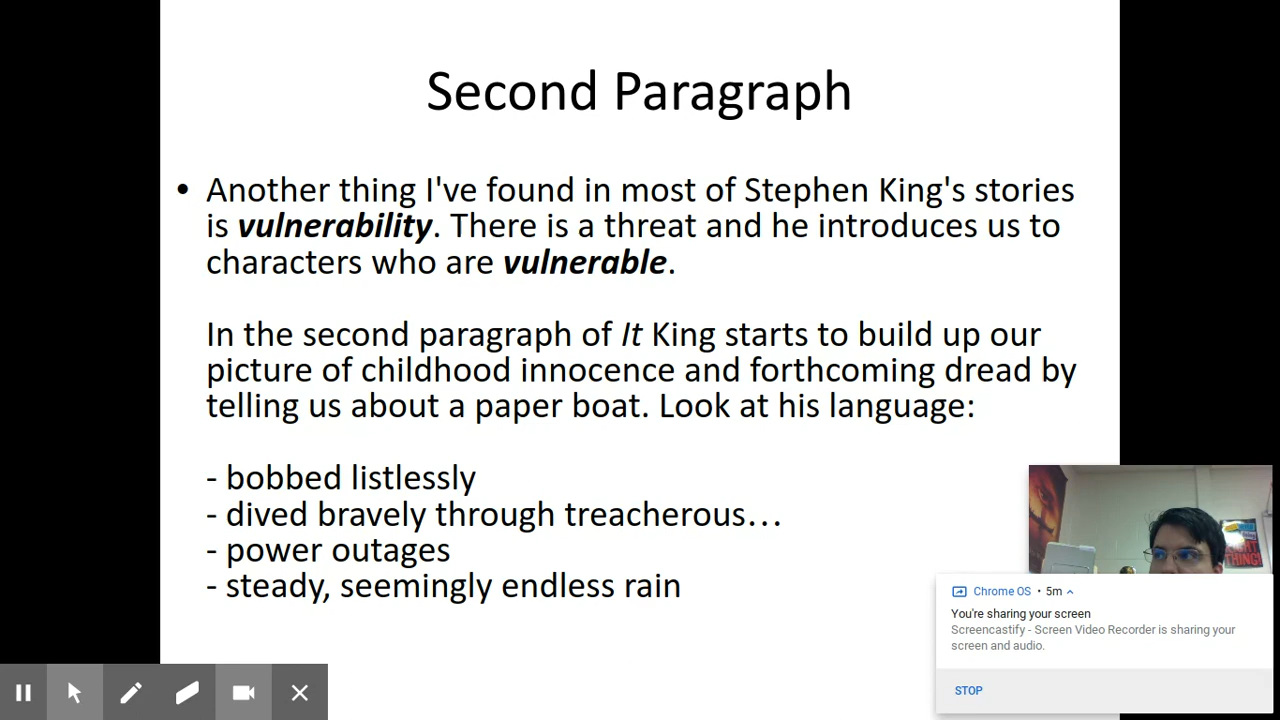 Second Paragraph
• Another thing I've found in most of Stephen King's stories
is vulnerability. There is a threat and he introduces us to
characters who are vulnerable.
In the second paragraph of It King starts to build up our
picture of childhood innocence and forthcoming dread by
telling us about a paper boat. Look at his language:
- bobbed listlessly
- dived bravely through treacherous…
- power outages
- steady, seemingly endless rain
THING!
Chrome OS • 5m
You're sharing your screen
Screencastify - Screen Video Recorder is sharing your
screen and audio.
STOP